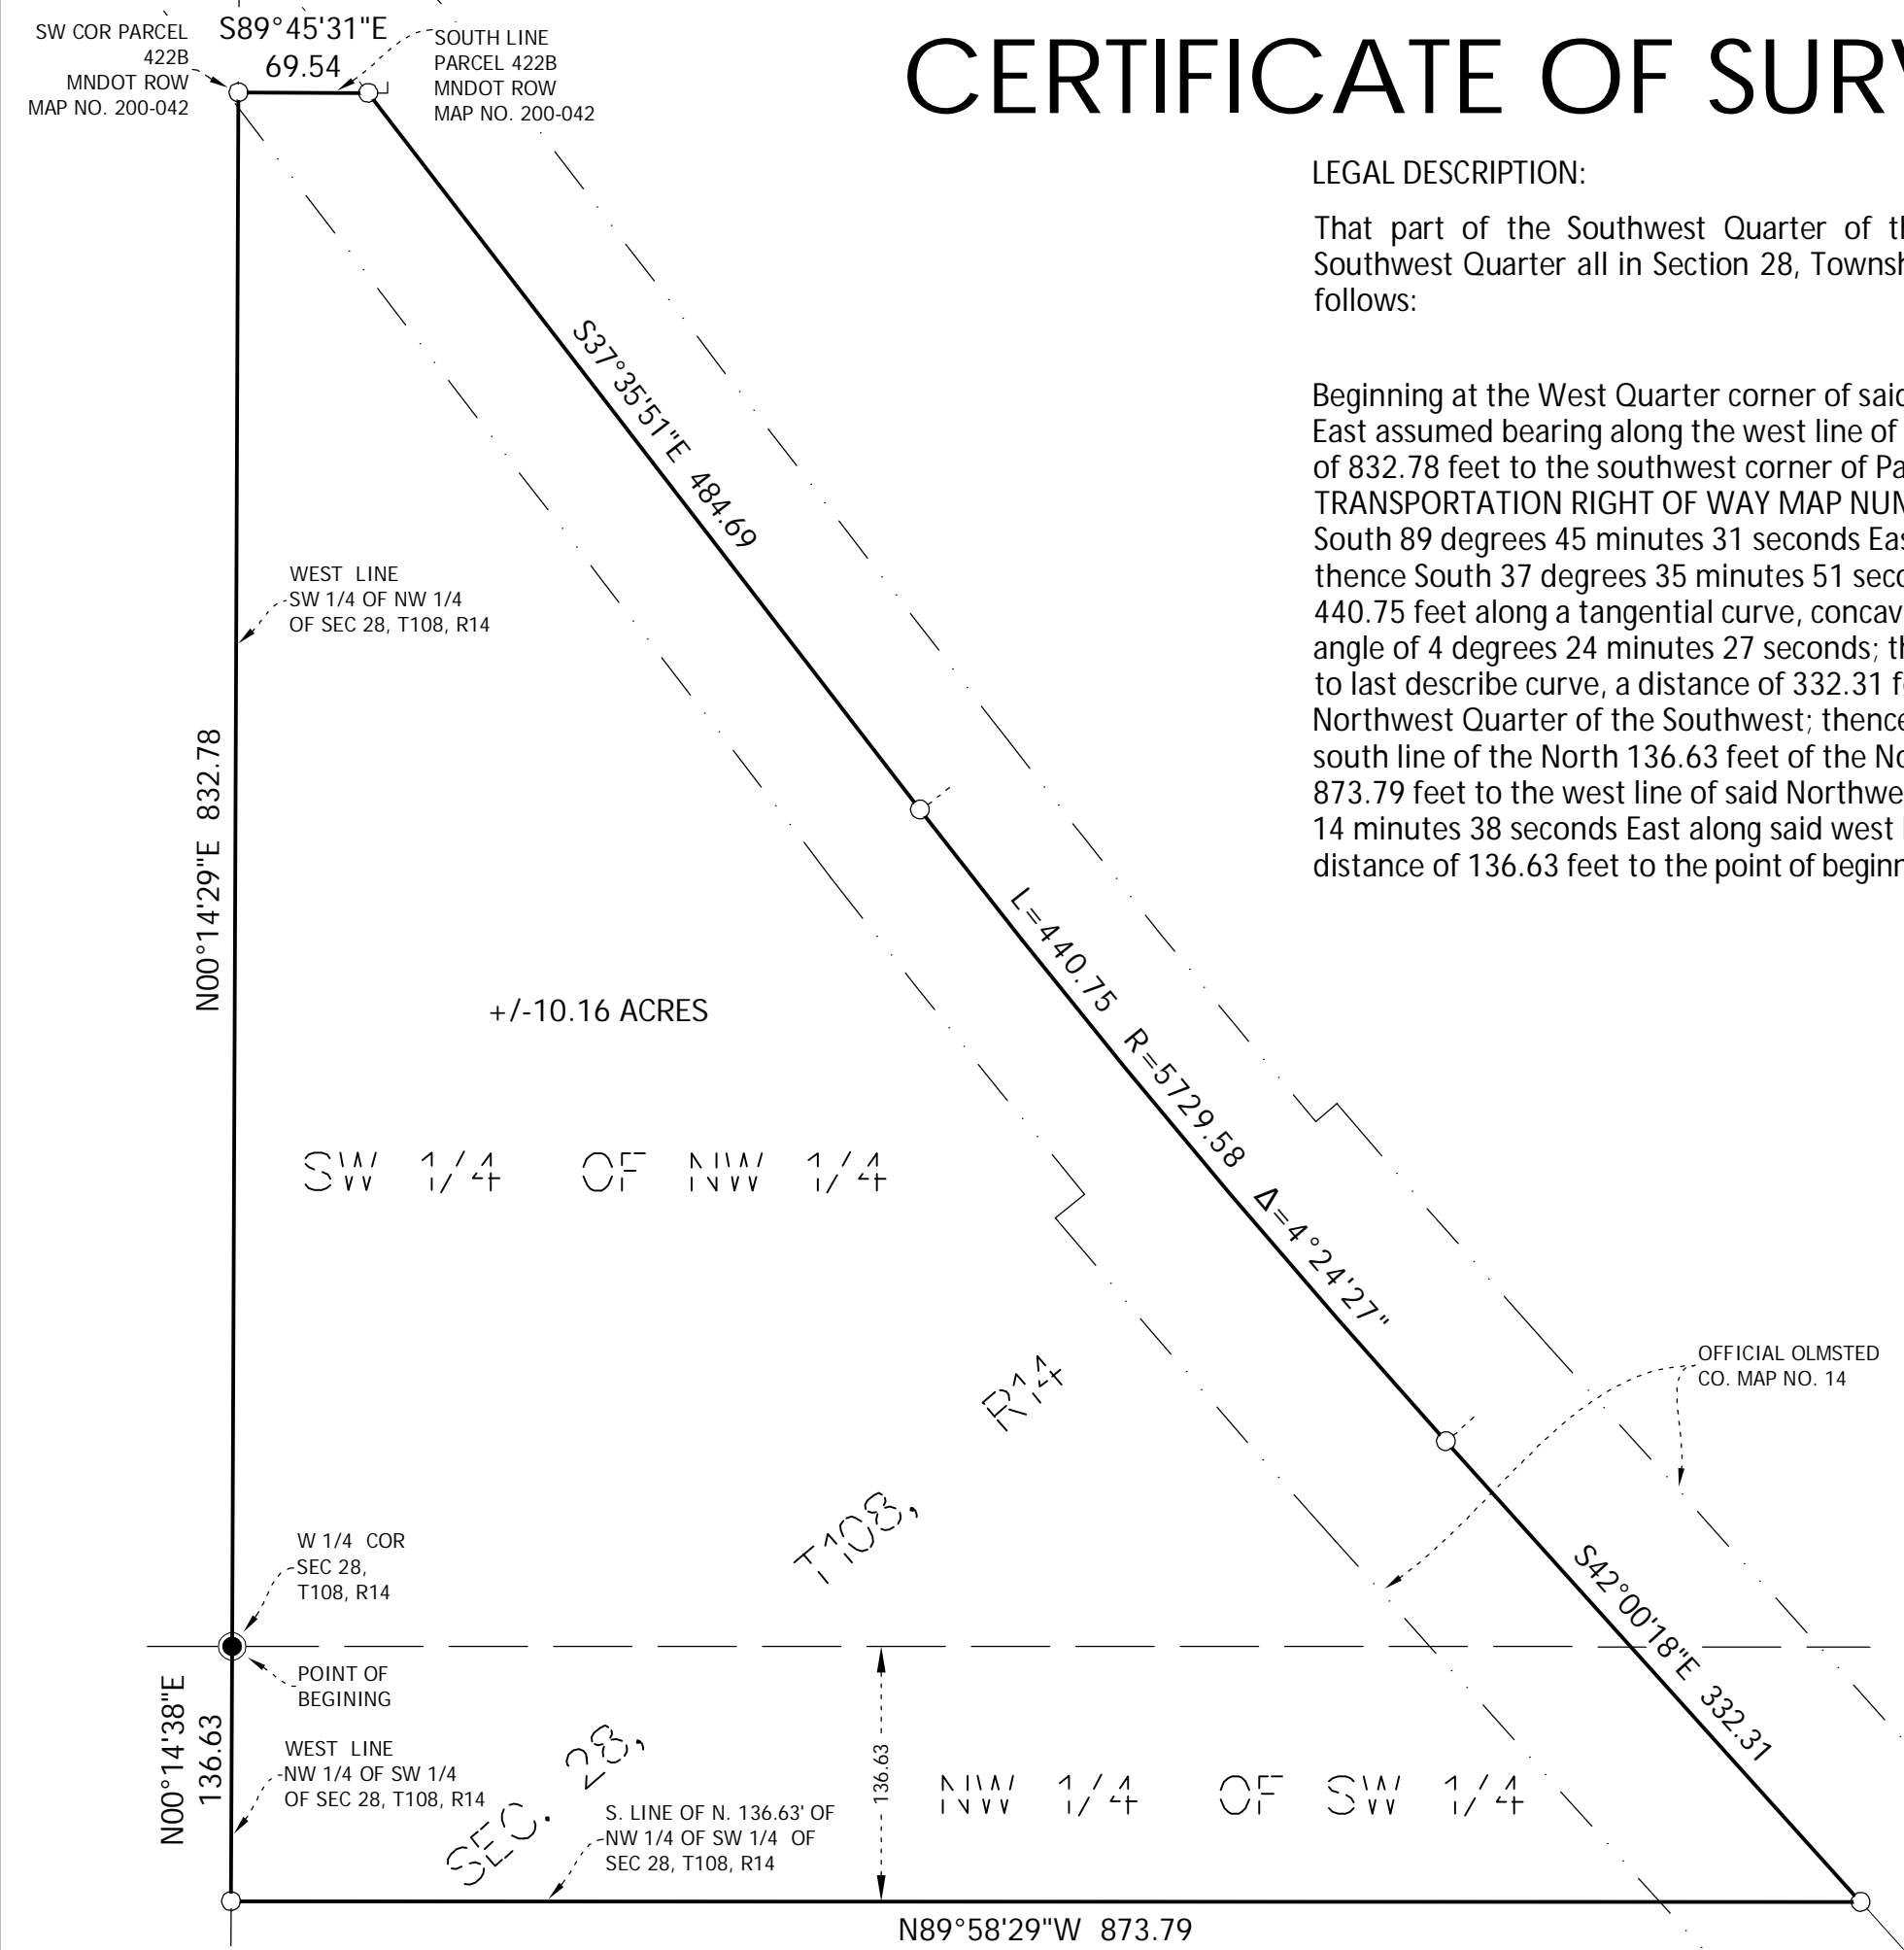 SW COR PARCEL
422B
MNDOT ROW
MAP NO. 200-042
S89°45'31"E
69.54
SOUTH LINE
PARCEL 422B
MNDOT ROW
MAP NO. 200-042
CERTIFICATE OF
LEGAL DESCRIPTION:
That part of the Southwest Quarter of
Southwest Quarter all in Section 28,
follows:
Beginning at the West Quarter corner of
East assumed bearing along the west line of
of 832.78 feet to the southwest corner of
TRANSPORTATION RIGHT OF WAY MAP
South 89 degrees 45 minutes 31 seconds
thence South 37 degrees 35 minutes 51
440.75 feet along a tangential curve,
angle of 4 degrees 24 minutes 27 seconds;
to last describe curve, a distance of 332.31
Northwest Quarter of the Southwest; thence
south line of the North 136.63 feet of the
873.79 feet to the west line of said
14 minutes 38 seconds East along said west
distance of 136.63 feet to the point of
S37°35'51"E 484.69
WEST LINE
SW 1/4 OF NW 1/4
OF SEC 28, T108, R14
N00°14'29"E 832.78
L=440.75 R=5729.58 Δ=4°24'27"
+/-10.16 ACRES
SW 1/4 OF NW 1/4
OFFICIAL OLMSTED
CO. MAP NO. 14
SEC. 28, T108, R14
W 1/4 COR
SEC 28,
T108, R14
S42°00'18"E 332.31
POINT OF
BEGINING
N00°14'38"E
136.63
WEST LINE
NW 1/4 OF SW 1/4
OF SEC 28, T108, R14
136.63
NW 1/4 OF SW 1/4
S. LINE OF N. 136.63' OF
NW 1/4 OF SW 1/4 OF
SEC 28, T108, R14
N89°58'29"W 873.79